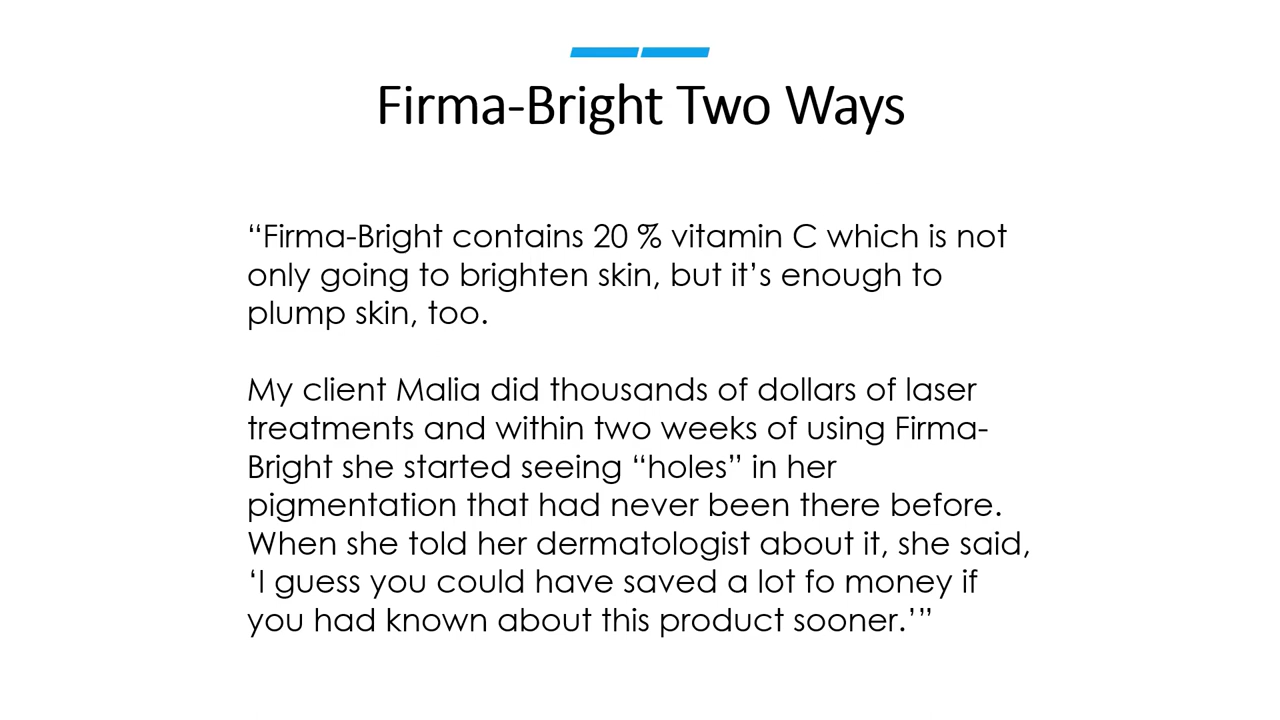 Firma-Bright Two Ways
“Firma-Bright contains 20 % vitamin C which is not
only going to brighten skin, but it’s enough to
plump skin, too.
My client Malia did thousands of dollars of laser
treatments and within two weeks of using Firma-
Bright she started seeing “holes” in her
pigmentation that had never been there before.
When she told her dermatologist about it, she said,
‘I guess you could have saved a lot fo money if
you had known about this product sooner.’”